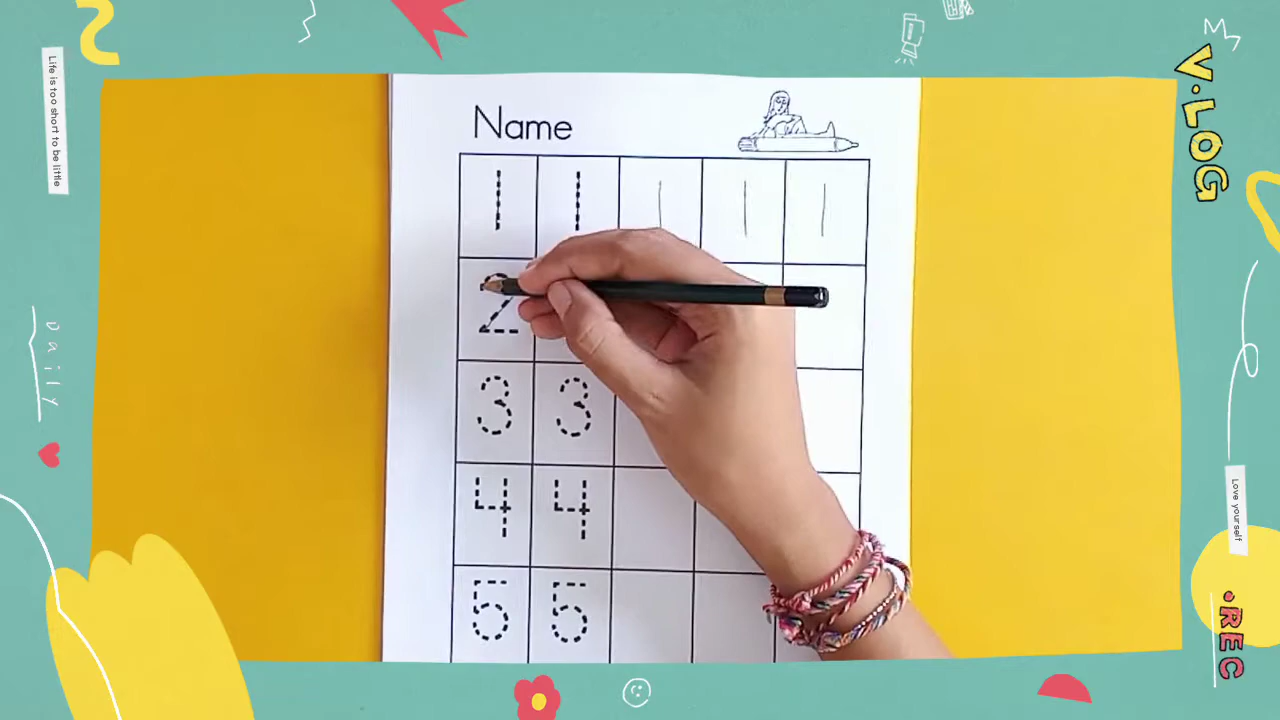 Life is too short to be little
V.LOG
Name
1 1 1 1 1
2
Daily
3 3
4 4
Love yourself
5 5
.REC